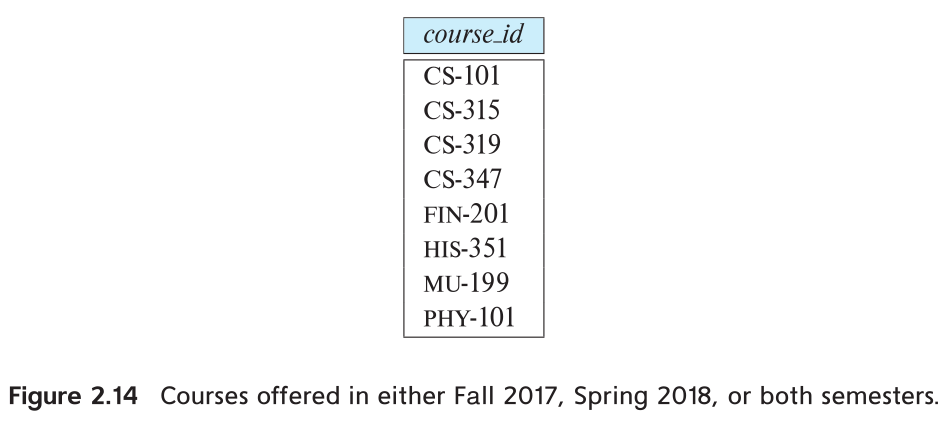 course_id
CS-101
CS-315
CS-319
CS-347
FIN-201
HIS-351
MU-199
PHY-101
Figure 2.14 Courses offered in either Fall 2017, Spring 2018, or both semesters.